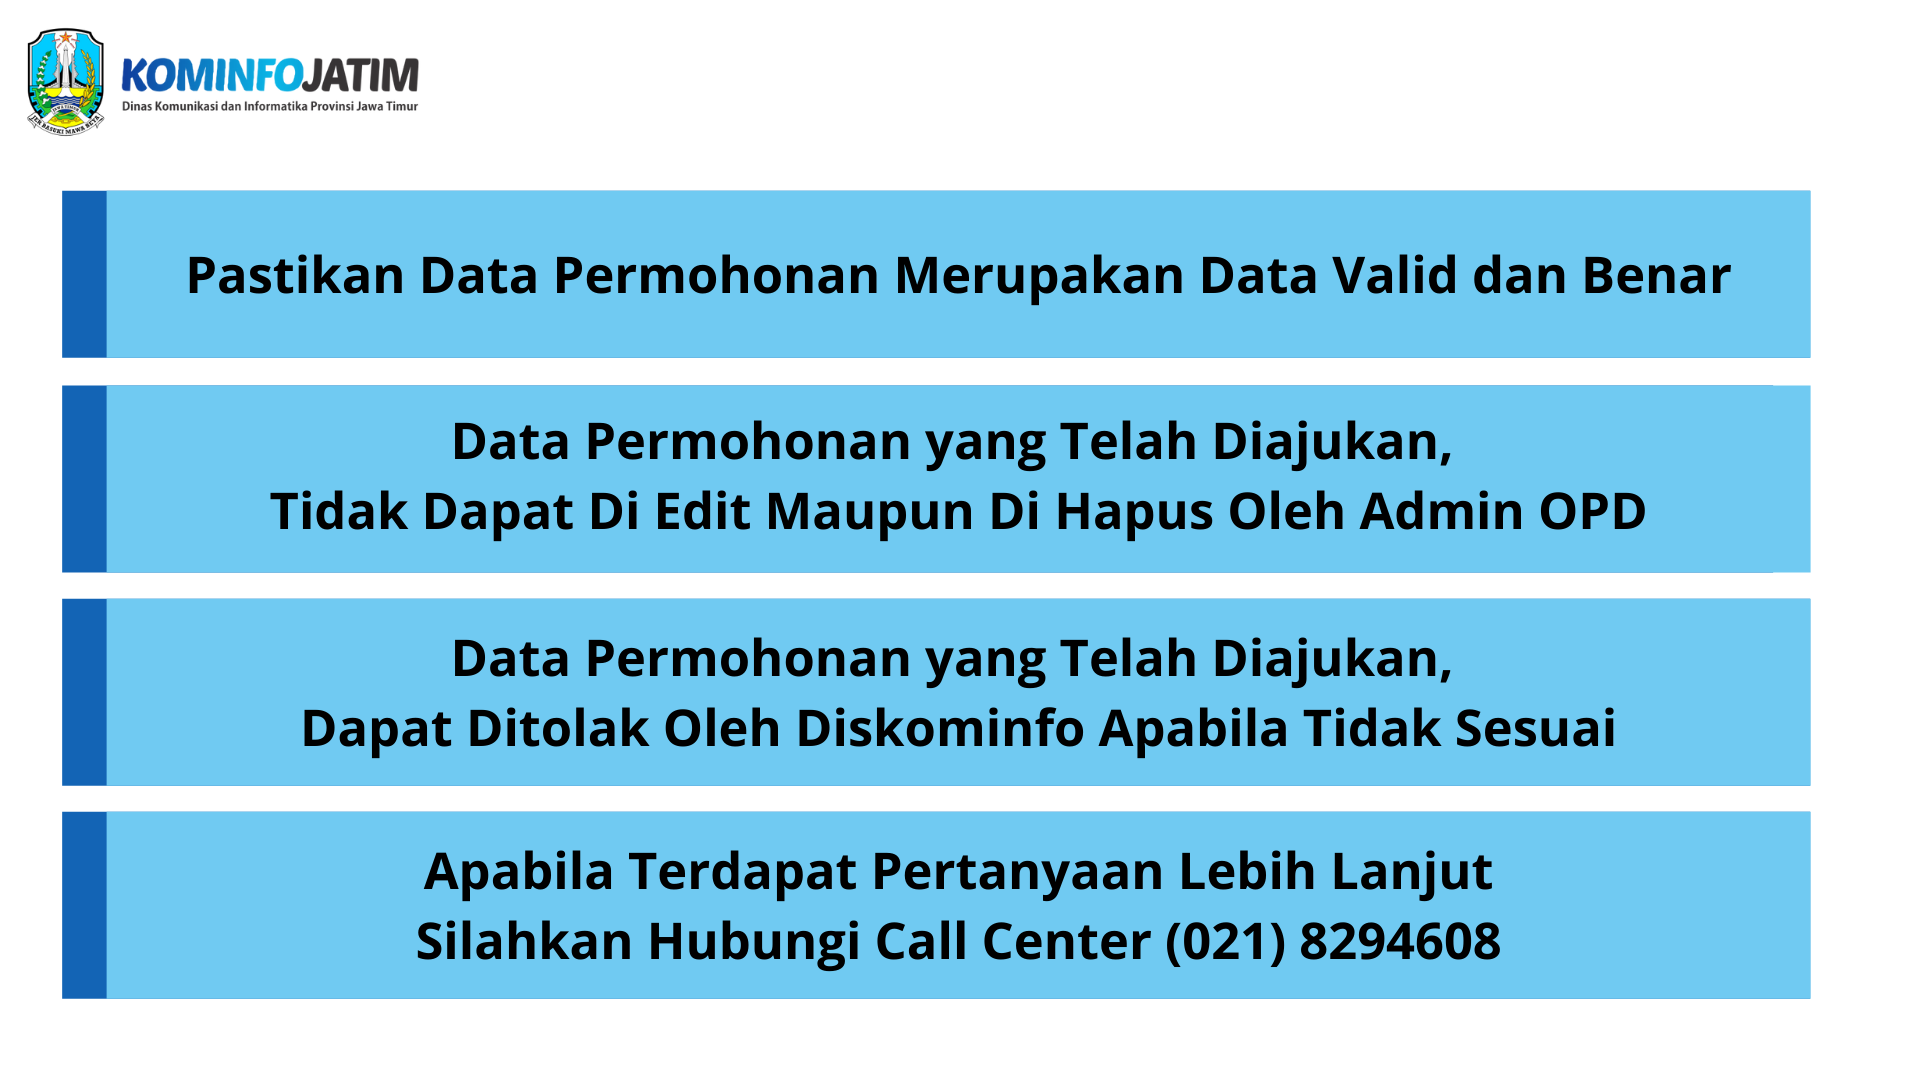 KOMINFOJATIM
Dinas Komunikasi dan Informatika Provinsi Jawa Timur
JAWA TIMUR
JER BASUKI MAWA BEYA
Pastikan Data Permohonan Merupakan Data Valid dan Benar
Data Permohonan yang Telah Diajukan,
Tidak Dapat Di Edit Maupun Di Hapus Oleh Admin OPD
Data Permohonan yang Telah Diajukan,
Dapat Ditolak Oleh Diskominfo Apabila Tidak Sesuai
Apabila Terdapat Pertanyaan Lebih Lanjut
Silahkan Hubungi Call Center (021) 8294608